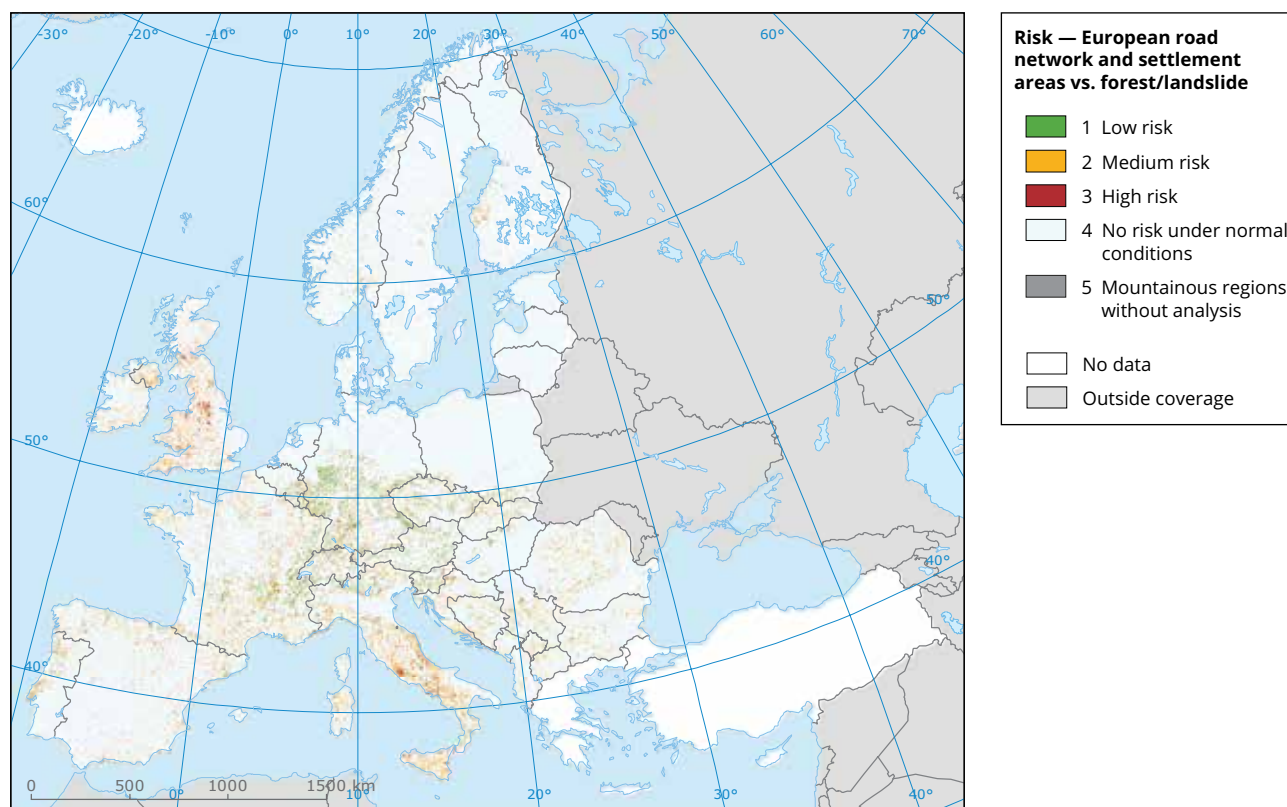 -30° -20° -10° 0° 10° 20° 30° 40° 50° 60° 70°
60°
50°
50°
40°
40°
0 500 1000 1500 km
0° 10° 20° 30° 40°
Risk — European road
network and settlement
areas vs. forest/landslide
1 Low risk
2 Medium risk
3 High risk
4 No risk under normal
conditions
5 Mountainous regions
without analysis
No data
Outside coverage